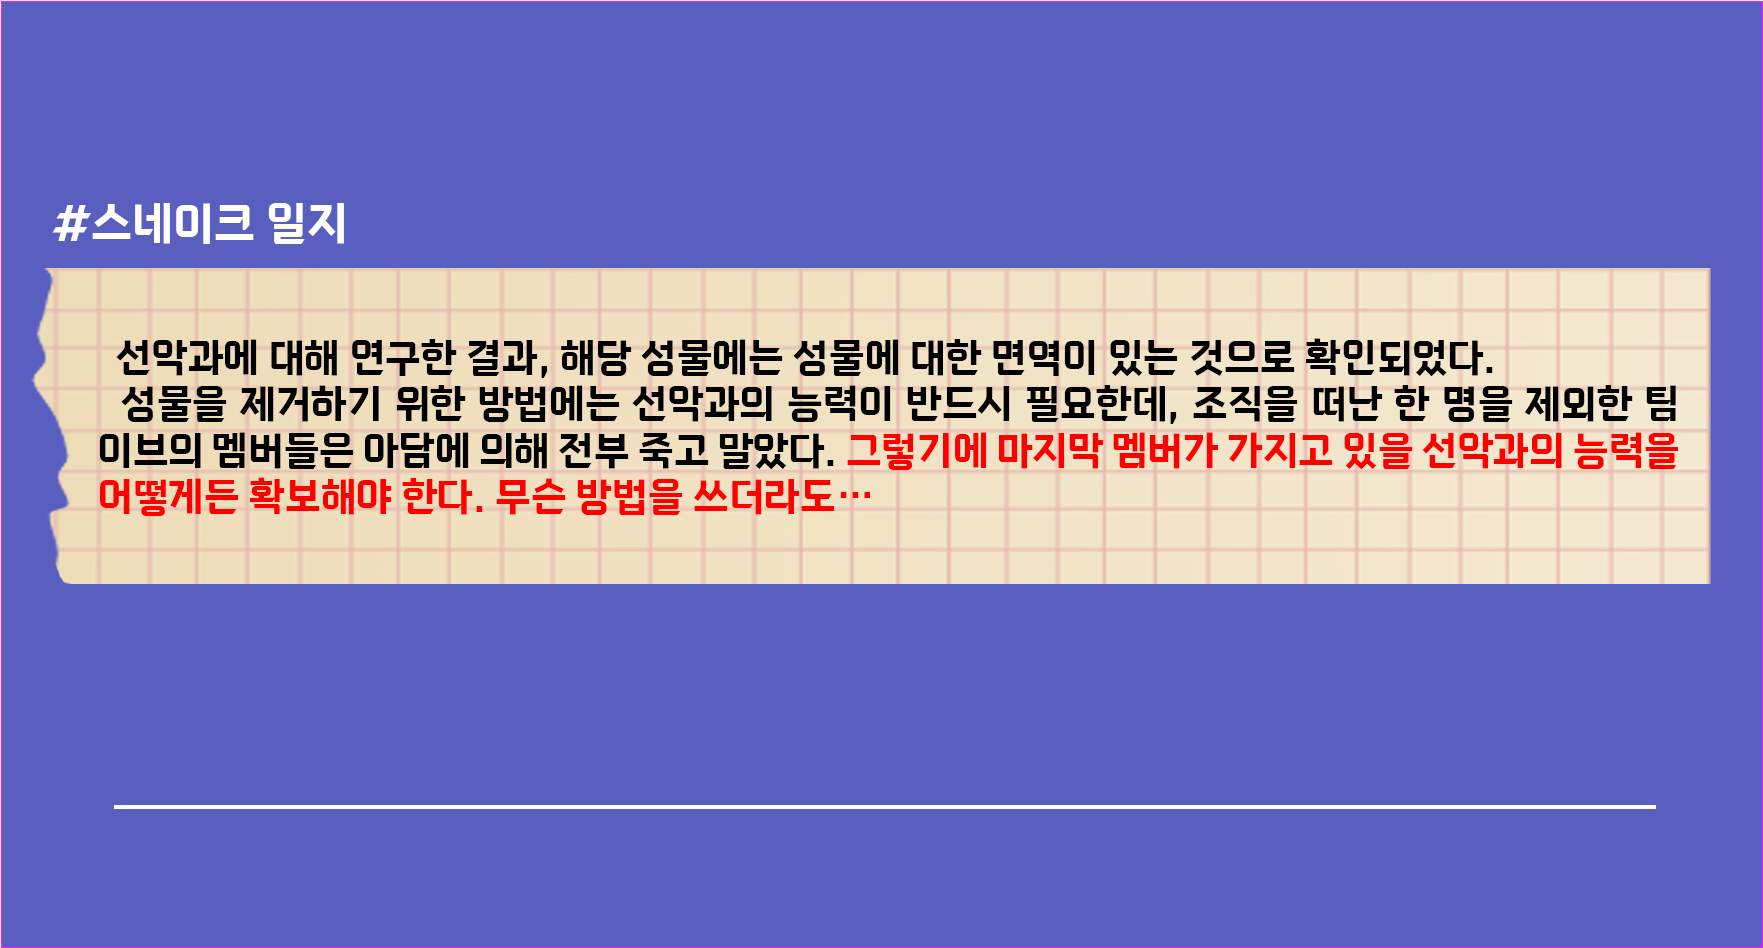 #스네이크 일지
선악과에 대해 연구한 결과, 해당 성물에는 성물에 대한 면역이 있는 것으로 확인되었다.
성물을 제거하기 위한 방법에는 선악과의 능력이 반드시 필요한데, 조직을 떠난 한 명을 제외한 팀
이브의 멤버들은 아담에 의해 전부 죽고 말았다. 그렇기에 마지막 멤버가 가지고 있을 선악과의 능력을
어떻게든 확보해야 한다. 무슨 방법을 쓰더라도…